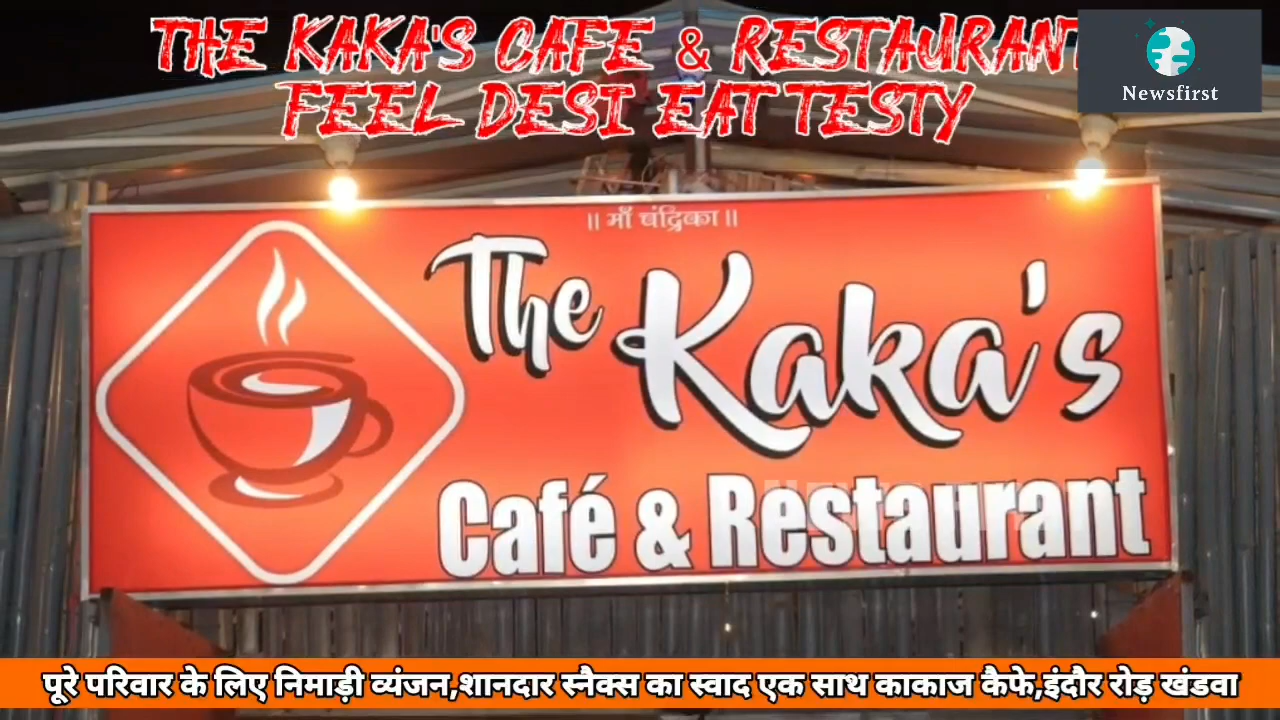 THE KAKA'S CAFE & RESTAURANT
FEEL DESI EAT TESTY
Newsfirst
॥ माँ चंद्रिका ॥
The Kaka's
Café & Restaurant
पूरे परिवार के लिए निमाड़ी व्यंजन,शानदार स्नैक्स का स्वाद एक साथ काकाज कैफे,इंदौर रोड़ खंडवा